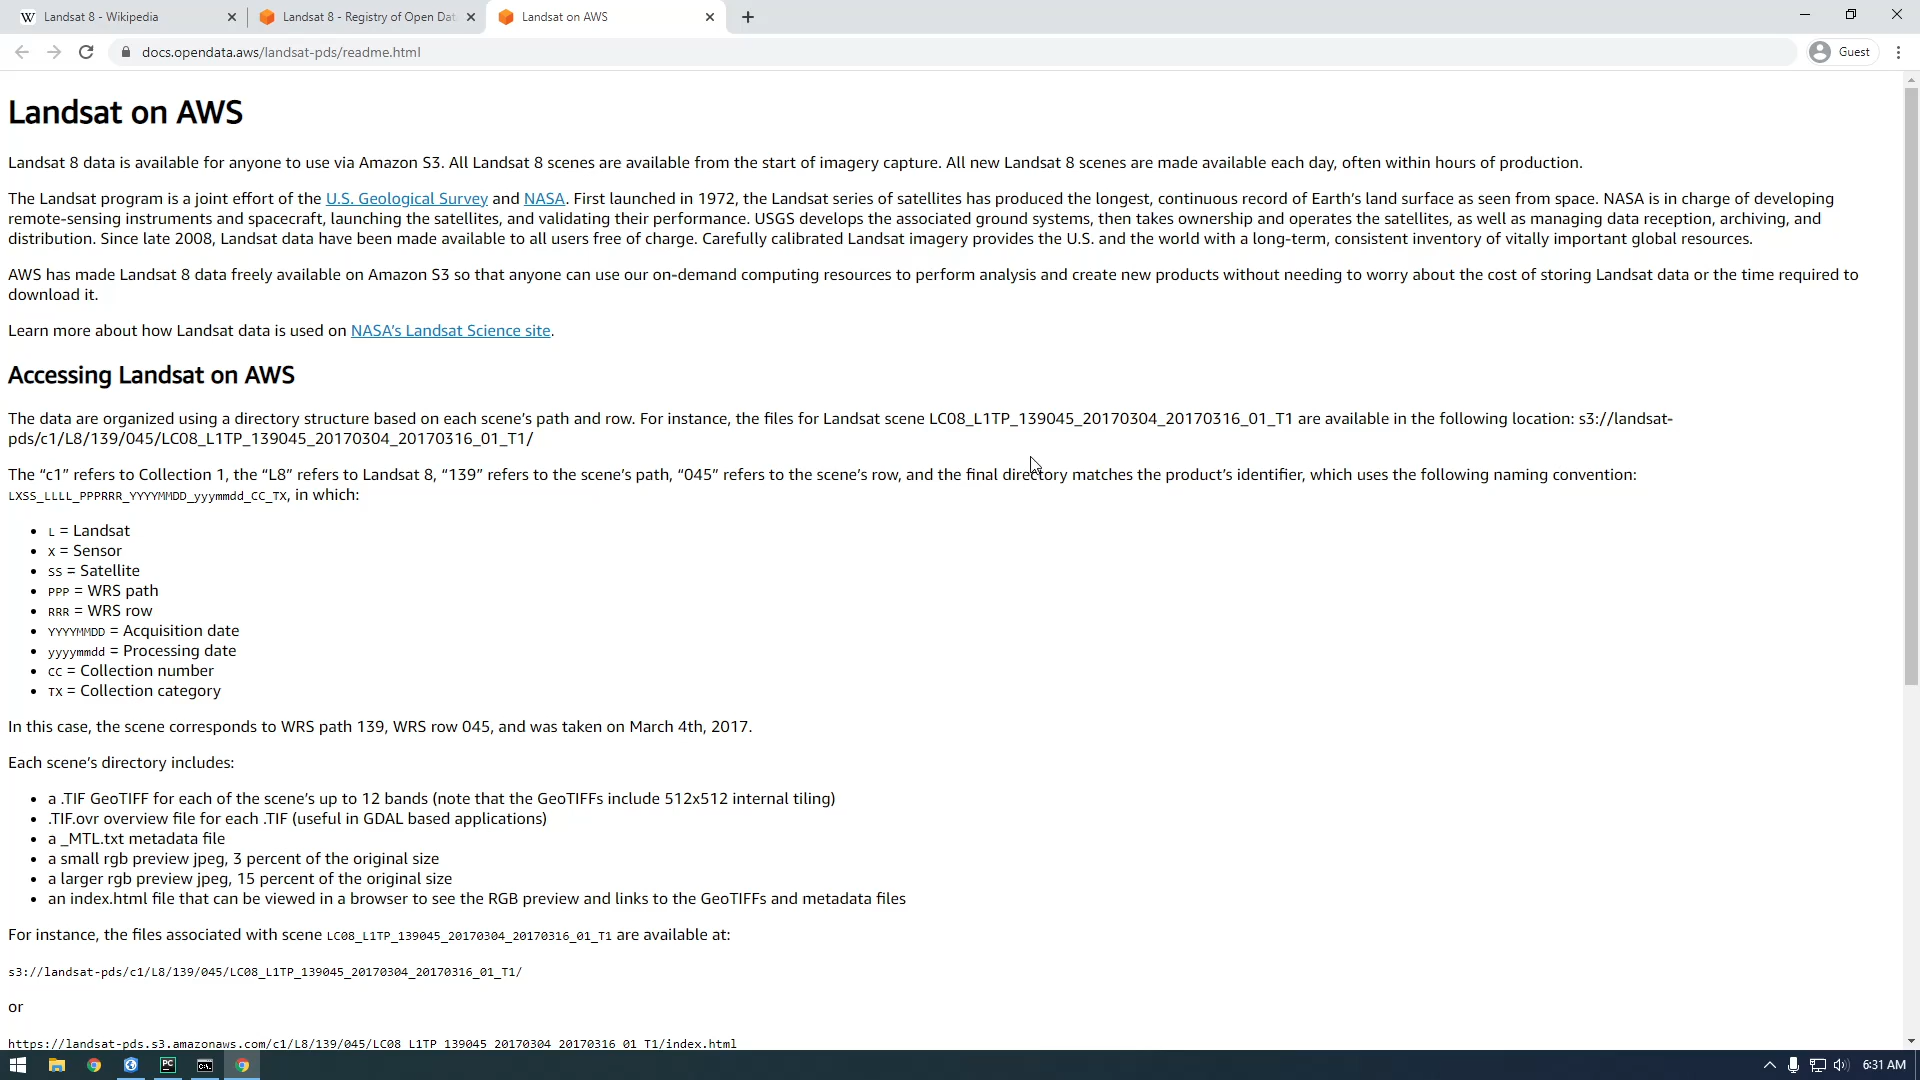 Landsat 8 - Wikipedia
Landsat 8 - Registry of Open Dat
Landsat on AWS
docs.opendata.aws/landsat-pds/readme.html
Guest
Landsat on AWS
Landsat 8 data is available for anyone to use via Amazon S3. All Landsat 8 scenes are available from the start of imagery capture. All new Landsat 8 scenes are made available each day, often within hours of production.
The Landsat program is a joint effort of the U.S. Geological Survey and NASA. First launched in 1972, the Landsat series of satellites has produced the longest, continuous record of Earth's land surface as seen from space. NASA is in charge of developing
remote-sensing instruments and spacecraft, launching the satellites, and validating their performance. USGS develops the associated ground systems, then takes ownership and operates the satellites, as well as managing data reception, archiving, and
distribution. Since late 2008, Landsat data have been made available to all users free of charge. Carefully calibrated Landsat imagery provides the U.S. and the world with a long-term, consistent inventory of vitally important global resources.
AWS has made Landsat 8 data freely available on Amazon S3 so that anyone can use our on-demand computing resources to perform analysis and create new products without needing to worry about the cost of storing Landsat data or the time required to
download it.
Learn more about how Landsat data is used on NASA's Landsat Science site.
Accessing Landsat on AWS
The data are organized using a directory structure based on each scene's path and row. For instance, the files for Landsat scene LC08_L1TP_139045_20170304_20170316_01_T1 are available in the following location: s3://landsat-
pds/c1/L8/139/045/LC08_L1TP_139045_20170304_20170316_01_T1/
The “c1” refers to Collection 1, the “L8” refers to Landsat 8, “139” refers to the scene's path, “045” refers to the scene's row, and the final directory matches the product's identifier, which uses the following naming convention:
LXSS_LLLL_PPPRRR_YYYYMMDD_yyymmdd_CC_TX, in which:
• L = Landsat
• X = Sensor
• SS = Satellite
• PPP = WRS path
• RRR = WRS row
• YYYYMMDD = Acquisition date
• yyyymmdd = Processing date
• CC = Collection number
• TX = Collection category
In this case, the scene corresponds to WRS path 139, WRS row 045, and was taken on March 4th, 2017.
Each scene's directory includes:
• a .TIF GeoTIFF for each of the scene's up to 12 bands (note that the GeoTIFFs include 512x512 internal tiling)
• .TIF.ovr overview file for each .TIF (useful in GDAL based applications)
• a _MTL.txt metadata file
• a small rgb preview jpeg, 3 percent of the original size
• a larger rgb preview jpeg, 15 percent of the original size
• an index.html file that can be viewed in a browser to see the RGB preview and links to the GeoTIFFs and metadata files
For instance, the files associated with scene LC08_L1TP_139045_20170304_20170316_01_T1 are available at:
s3://landsat-pds/c1/L8/139/045/LC08_L1TP_139045_20170304_20170316_01_T1/
or
https://landsat-pds.s3.amazonaws.com/c1/L8/139/045/LC08_L1TP_139045_20170304_20170316_01_T1/index.html
6:31 AM